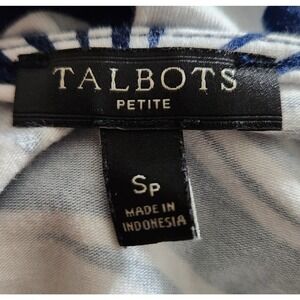 TALBOTS
PETITE
SP
MADE IN
INDONESIA